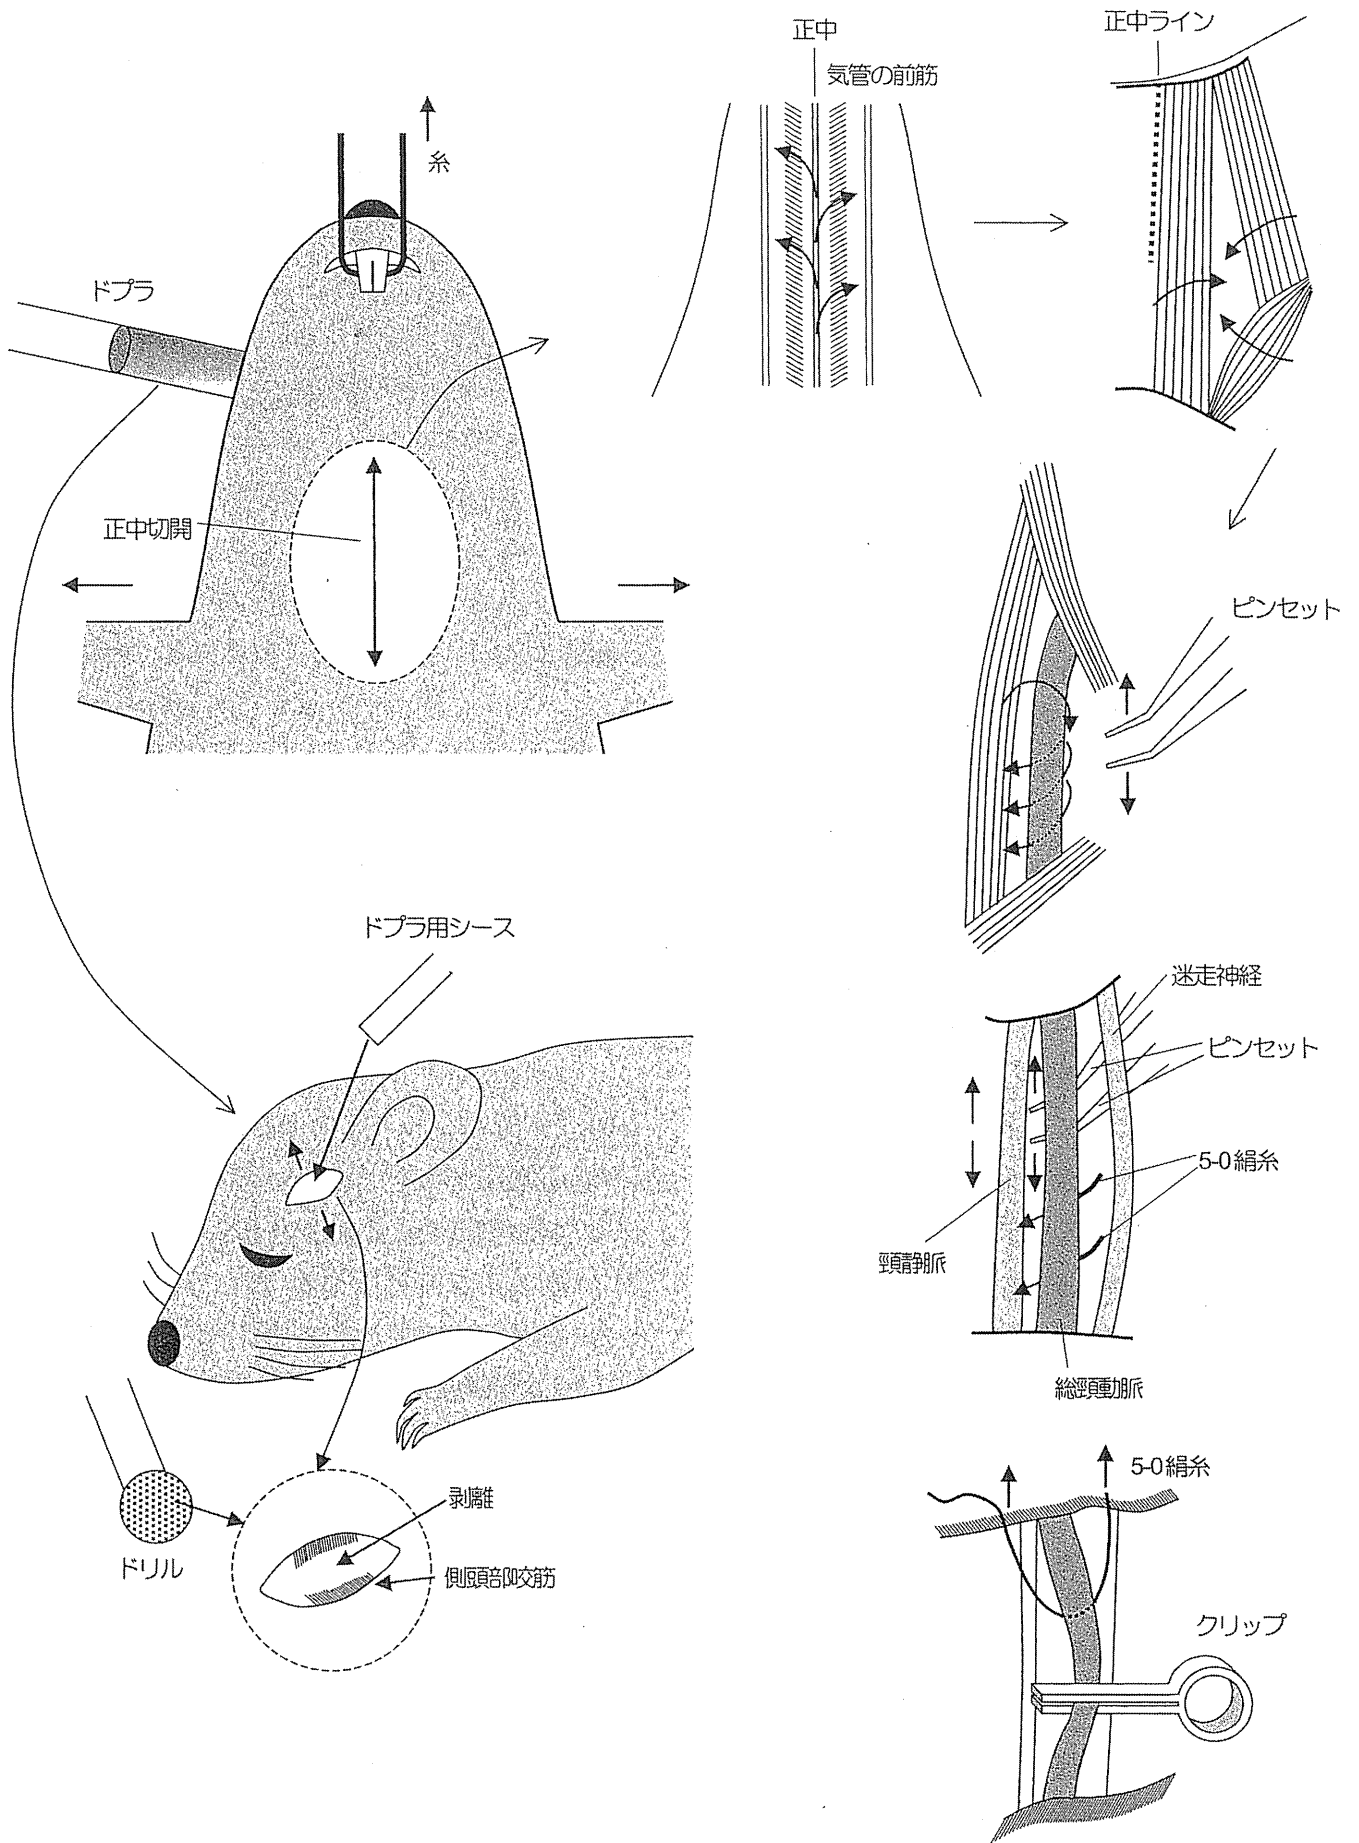 正中
気管の前筋
正中ライン
糸
ドプラ
正中切開
ピンセット
ドプラ用シース
迷走神経
ピンセット
5-0絹糸
頸静脈
総頸動脈
5-0絹糸
剥離
ドリル
側頭部咬筋
クリップ